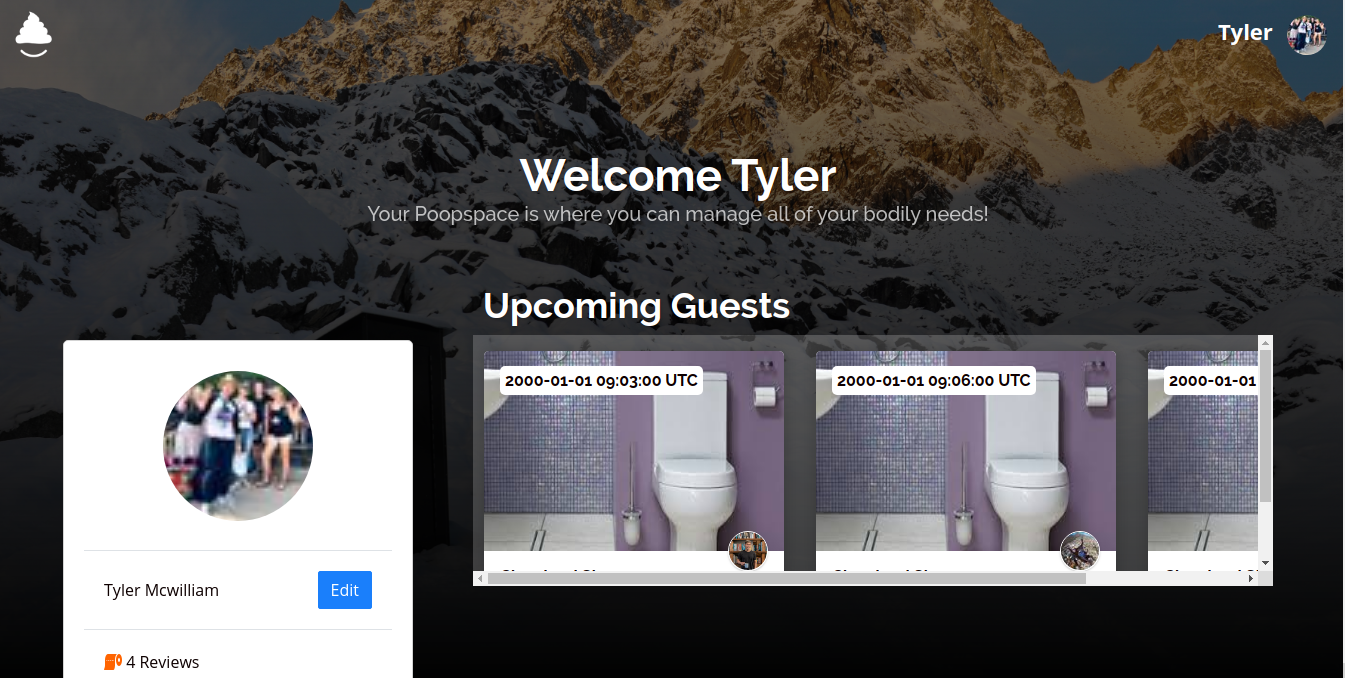 Tyler
Welcome Tyler
Your Poopspace is where you can manage all of your bodily needs!
Upcoming Guests
2000-01-01 09:03:00 UTC
2000-01-01 09:06:00 UTC
2000-01-01
Tyler Mcwilliam
Edit
4 Reviews